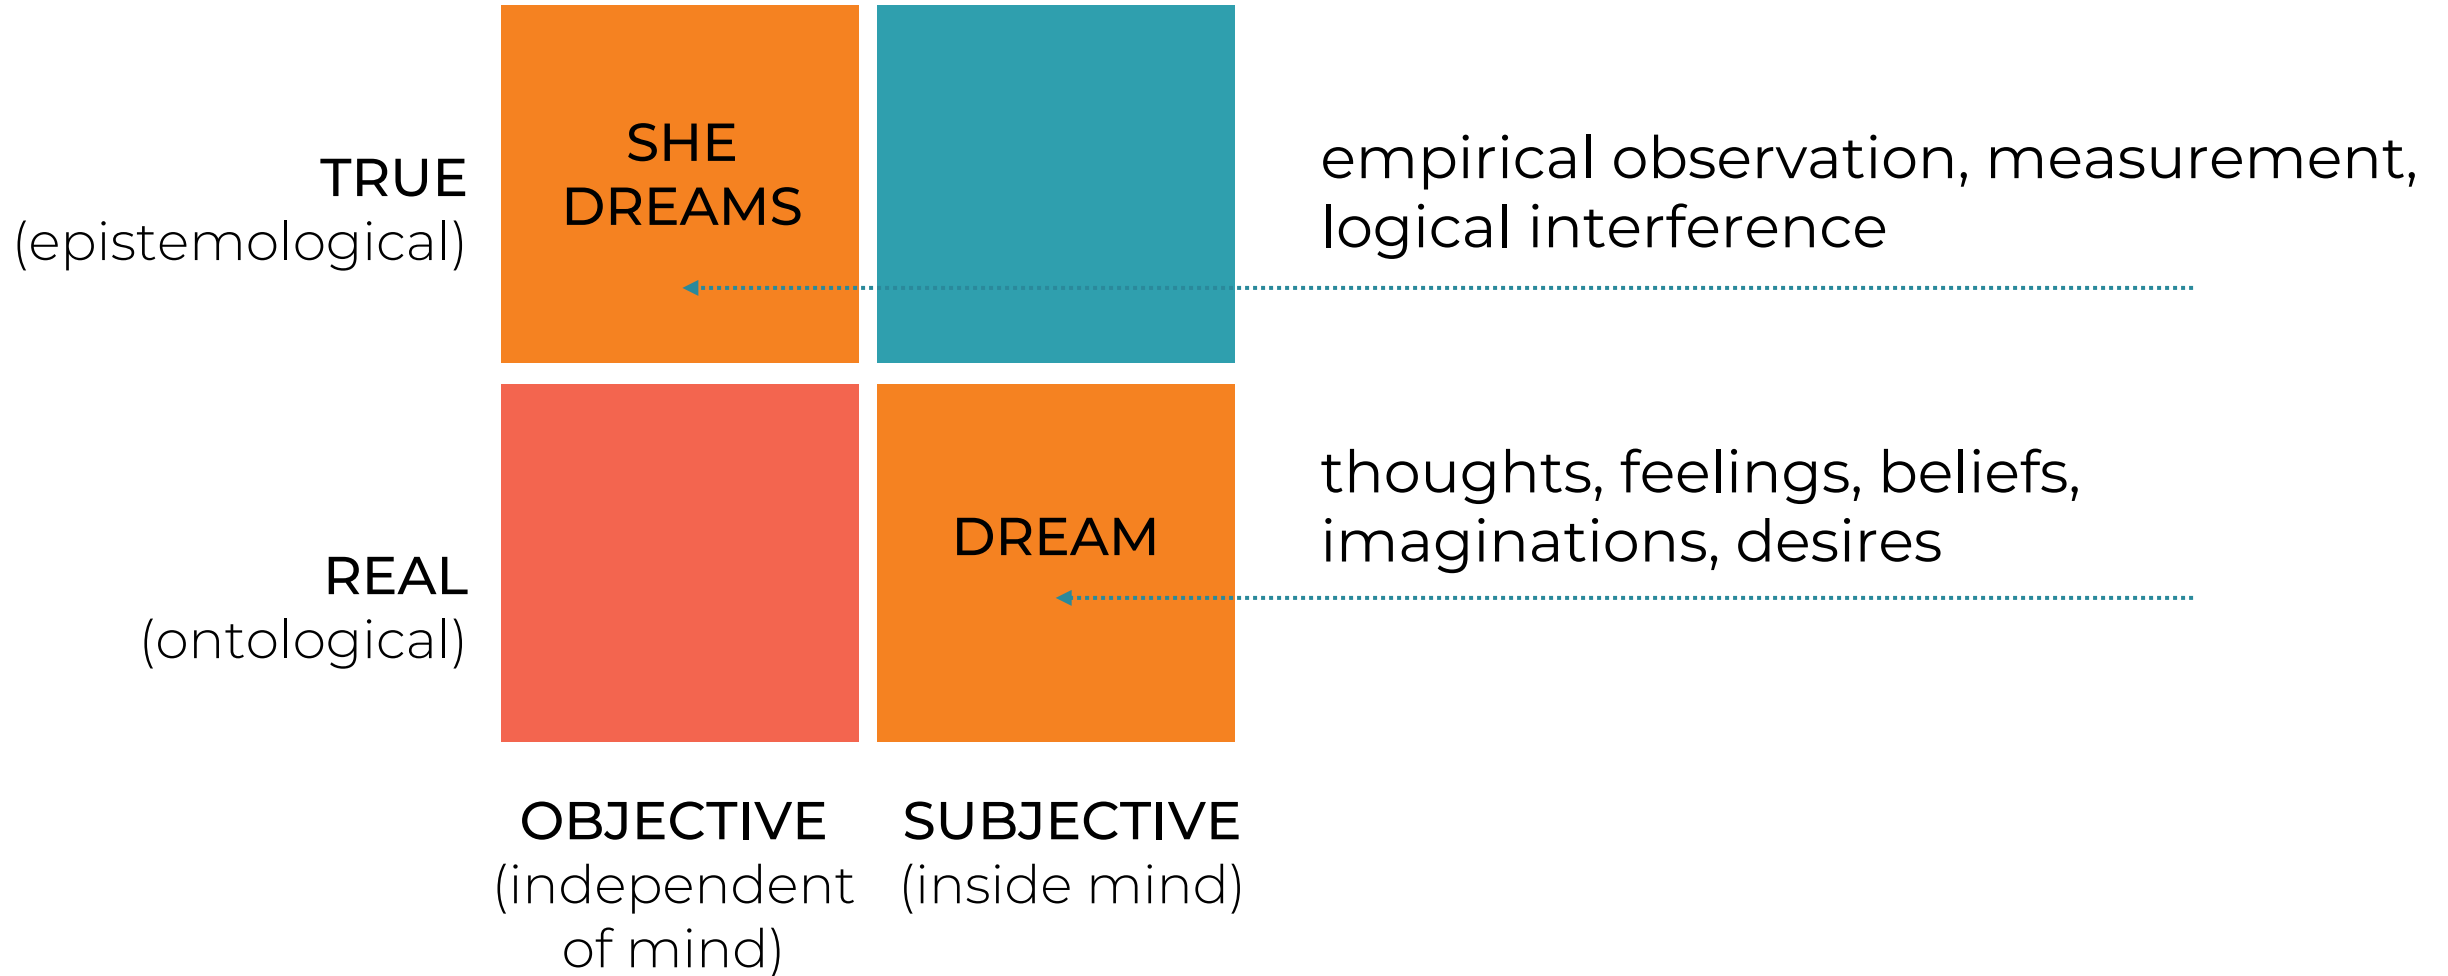 SHE
DREAMS
TRUE
(epistemological)
empirical observation, measurement,
logical interference
DREAM
REAL
(ontological)
thoughts, feelings, beliefs,
imaginations, desires
OBJECTIVE
(independent
of mind)
SUBJECTIVE
(inside mind)